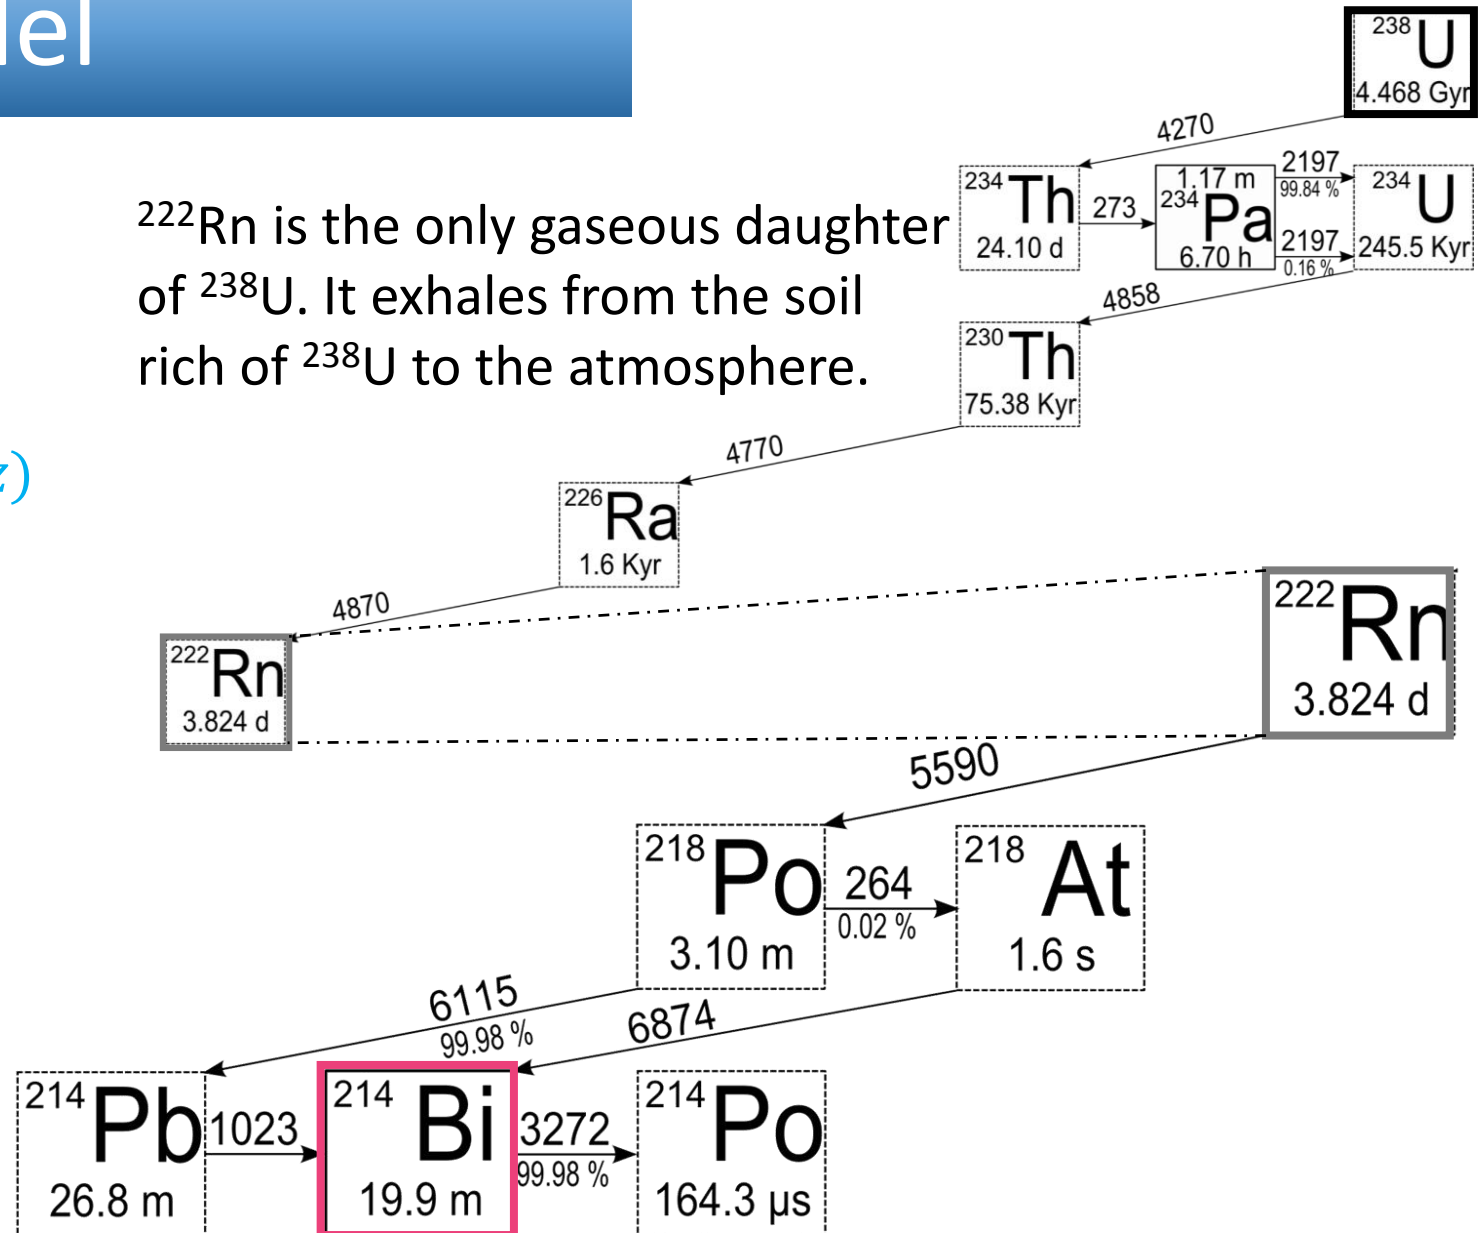 el
²³⁸U
4.468 Gyr
4270
²³⁴Th
24.10 d
273
1.17 m
²³⁴Pa
6.70 h
2197
99.84 %
2197
0.16 %
²³⁴U
245.5 Kyr
²²²Rn is the only gaseous daughter
of ²³⁸U. It exhales from the soil
rich of ²³⁸U to the atmosphere.
4858
²³⁰Th
75.38 Kyr
z)
4770
²²⁶Ra
1.6 Kyr
4870
²²²Rn
3.824 d
²²²Rn
3.824 d
5590
²¹⁸Po
3.10 m
264
0.02 %
²¹⁸At
1.6 s
6115
99.98 %
6874
²¹⁴Pb
26.8 m
1023
²¹⁴Bi
19.9 m
3272
99.98 %
²¹⁴Po
164.3 µs